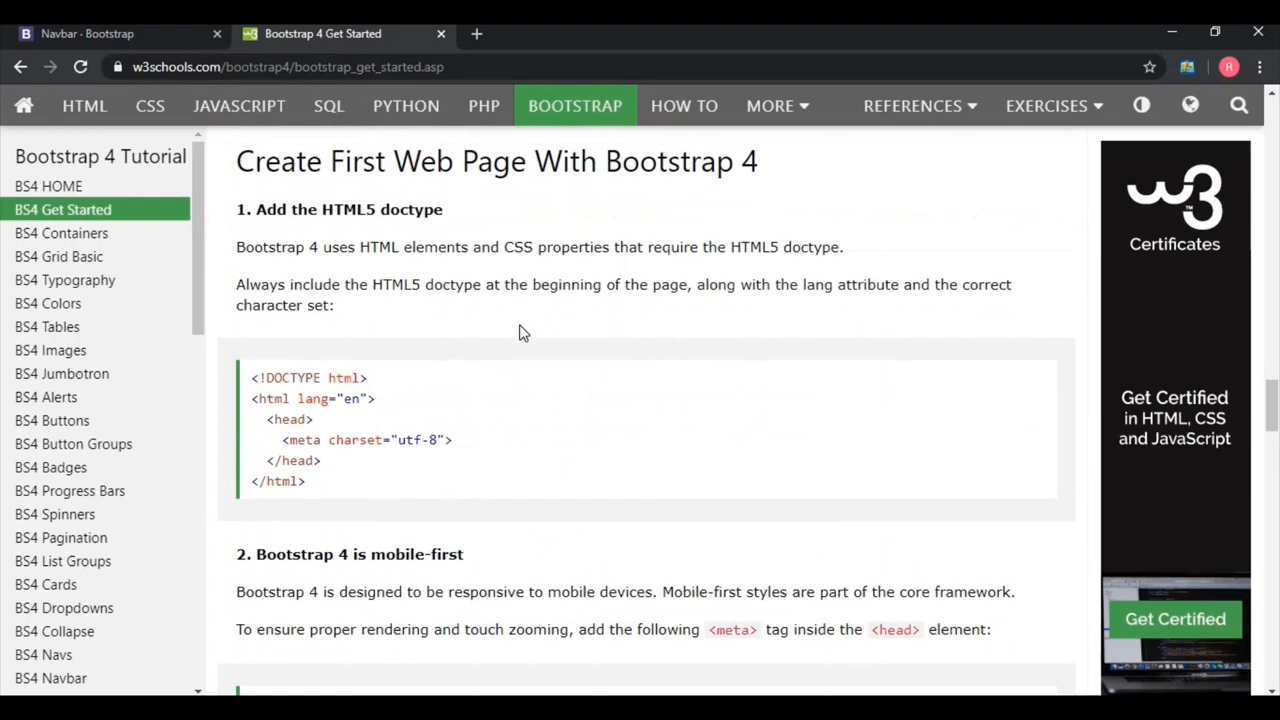 Navbar · Bootstrap
Bootstrap 4 Get Started
w3schools.com/bootstrap4/bootstrap_get_started.asp
R
HTML CSS JAVASCRIPT SQL PYTHON PHP BOOTSTRAP HOW TO MORE REFERENCES EXERCISES
Bootstrap 4 Tutorial
BS4 HOME
BS4 Get Started
BS4 Containers
BS4 Grid Basic
BS4 Typography
BS4 Colors
BS4 Tables
BS4 Images
BS4 Jumbotron
BS4 Alerts
BS4 Buttons
BS4 Button Groups
BS4 Badges
BS4 Progress Bars
BS4 Spinners
BS4 Pagination
BS4 List Groups
BS4 Cards
BS4 Dropdowns
BS4 Collapse
BS4 Navs
BS4 Navbar
Create First Web Page With Bootstrap 4
1. Add the HTML5 doctype
Bootstrap 4 uses HTML elements and CSS properties that require the HTML5 doctype.
Always include the HTML5 doctype at the beginning of the page, along with the lang attribute and the correct
character set:
<!DOCTYPE html>
<html lang="en">
<head>
<meta charset="utf-8">
</head>
</html>
2. Bootstrap 4 is mobile-first
Bootstrap 4 is designed to be responsive to mobile devices. Mobile-first styles are part of the core framework.
To ensure proper rendering and touch zooming, add the following <meta> tag inside the <head> element:
w3
TM
Certificates
Get Certified
in HTML, CSS
and JavaScript
Get Certified